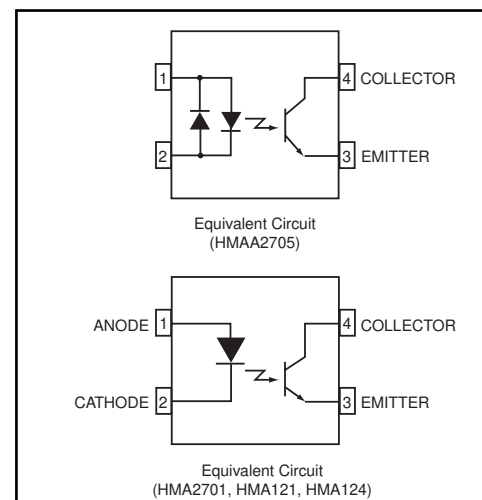 1
4 COLLECTOR
2
3 EMITTER
Equivalent Circuit
(HMAA2705)
ANODE 1
4 COLLECTOR
CATHODE 2
3 EMITTER
Equivalent Circuit
(HMA2701, HMA121, HMA124)